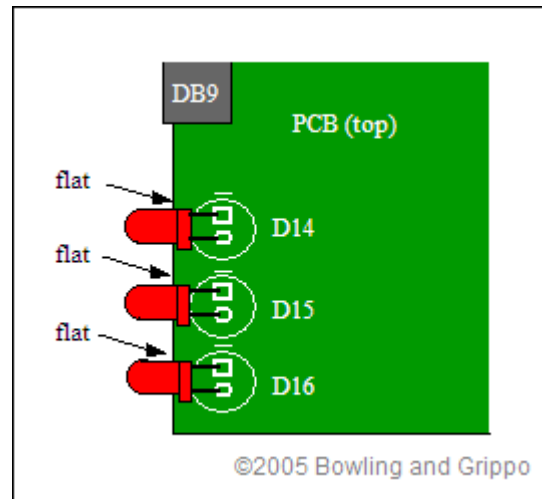 DB9
PCB (top)
flat
D14
flat
D15
flat
D16
©2005 Bowling and Grippo